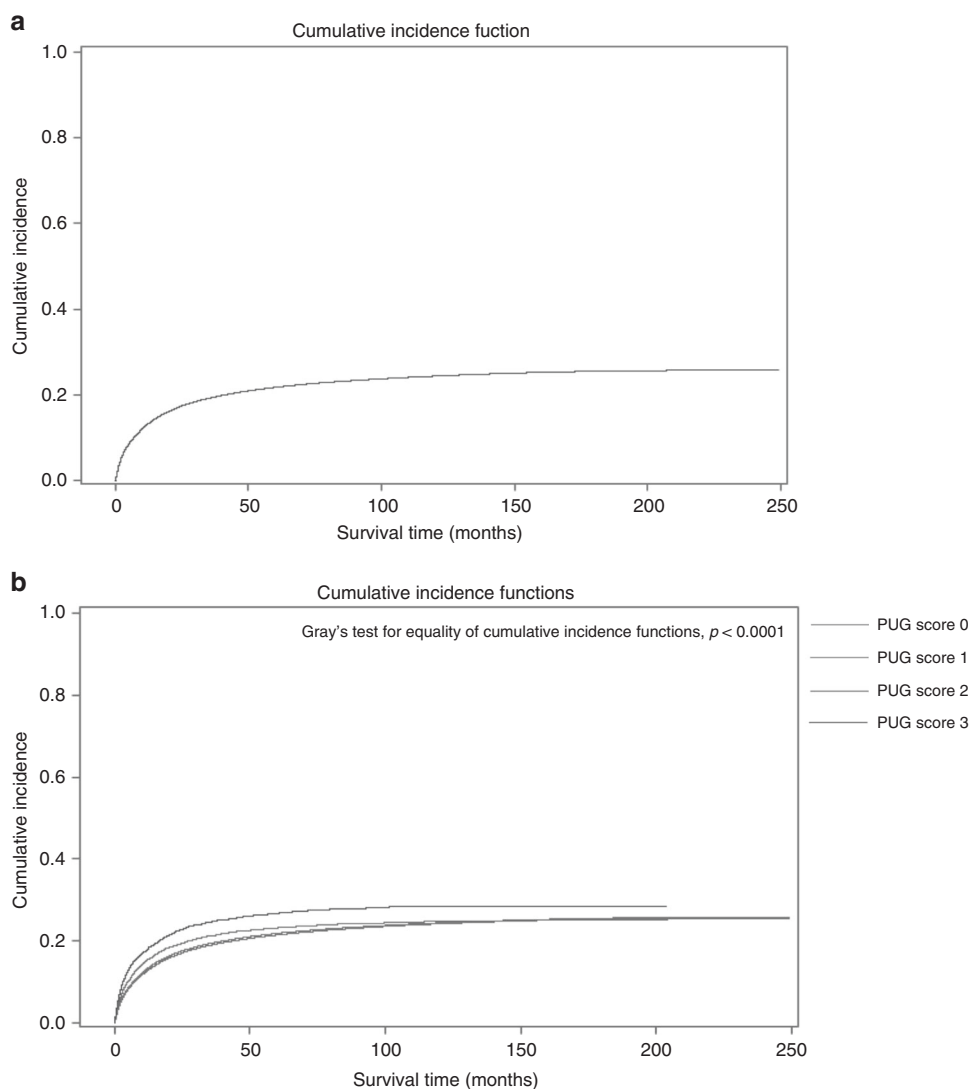 a
Cumulative incidence fuction
1.0
0.8
0.6
0.4
0.2
0.0
Cumulative incidence
0 50 100 150 200 250
Survival time (months)
b
Cumulative incidence functions
Gray's test for equality of cumulative incidence functions, p < 0.0001
PUG score 0
PUG score 1
PUG score 2
PUG score 3
1.0
0.8
0.6
0.4
0.2
0.0
Cumulative incidence
0 50 100 150 200 250
Survival time (months)